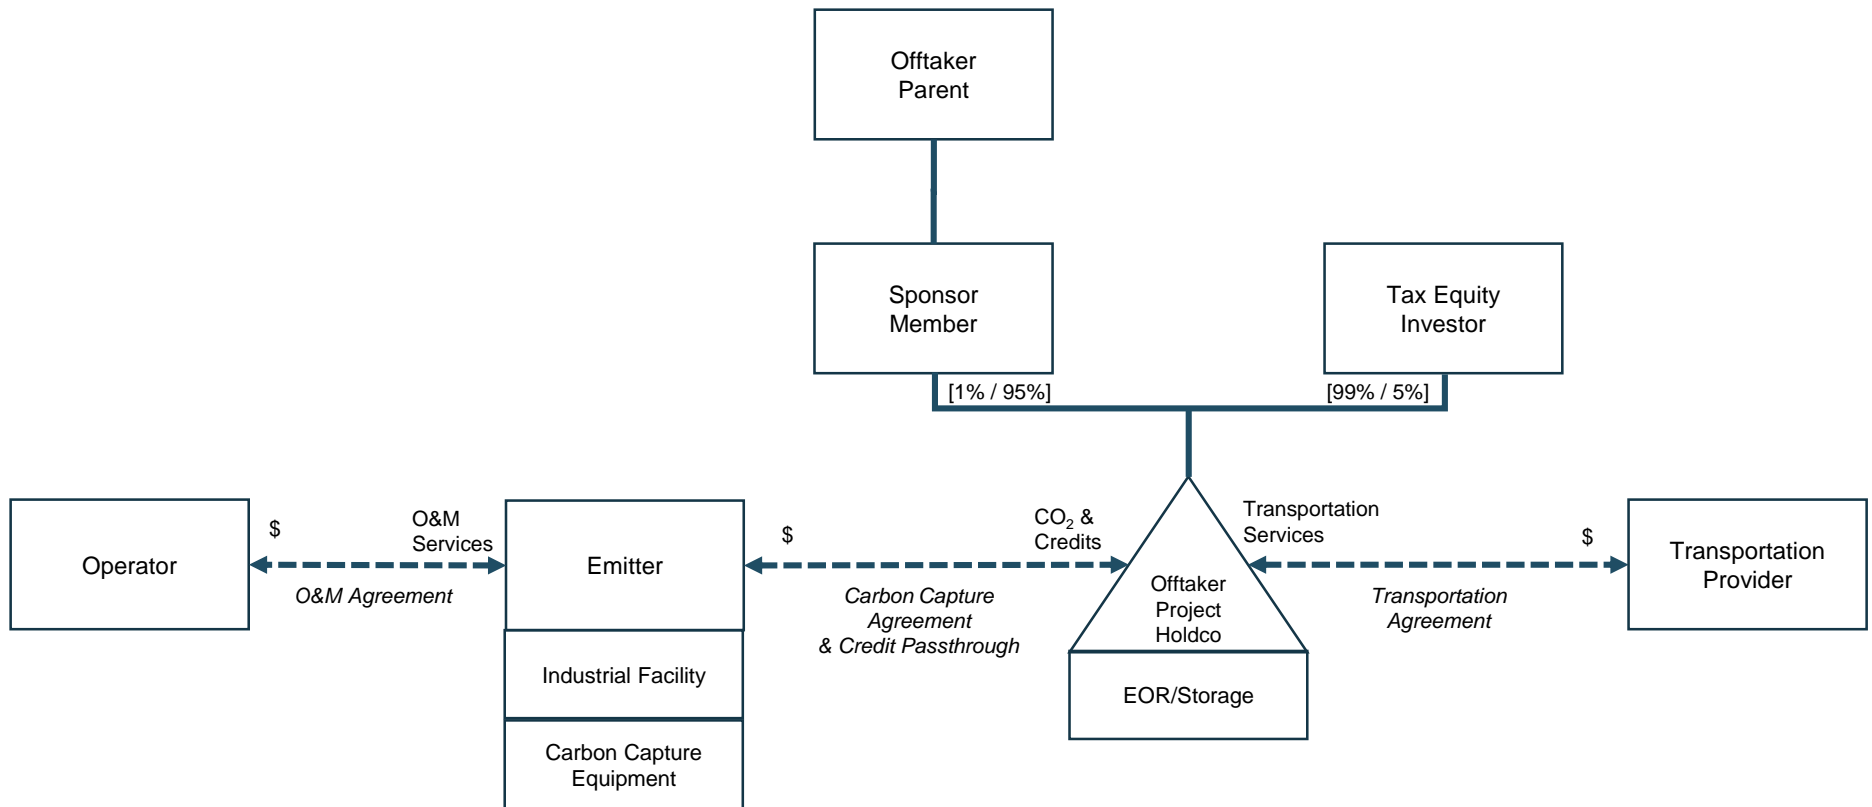 Offtaker
Parent
Sponsor
Member
Tax Equity
Investor
[1% / 95%]
[99% / 5%]
Operator
$
O&M
Services
O&M Agreement
Emitter
$
CO₂ &
Credits
Carbon Capture
Agreement
& Credit Passthrough
Offtaker
Project
Holdco
Transportation
Services
$
Transportation
Agreement
Transportation
Provider
Industrial Facility
EOR/Storage
Carbon Capture
Equipment